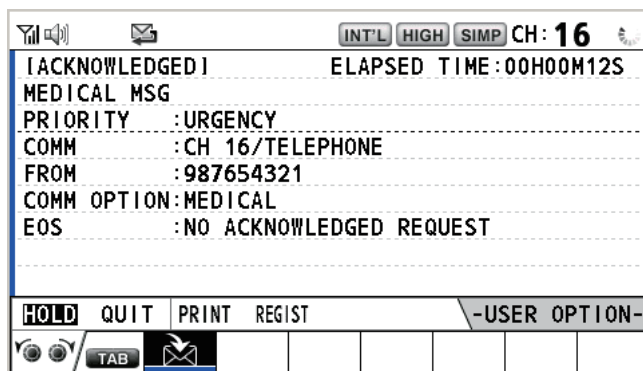 INT'L HIGH SIMP CH: 16
[ACKNOWLEDGED] ELAPSED TIME:00H00M12S
MEDICAL MSG
PRIORITY :URGENCY
COMM :CH 16/TELEPHONE
FROM :987654321
COMM OPTION:MEDICAL
EOS :NO ACKNOWLEDGED REQUEST
HOLD QUIT PRINT REGIST -USER OPTION-
TAB